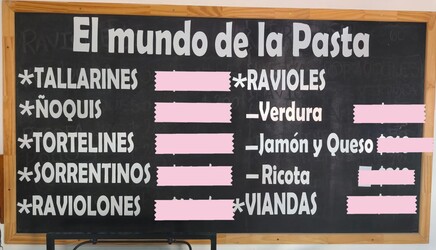 El mundo de la Pasta
*TALLARINES
*ÑOQUIS
*TORTELINES
*SORRENTINOS
*RAVIOLONES
*RAVIOLES
–Verdura
–Jamón y Queso
–Ricota
*VIANDAS